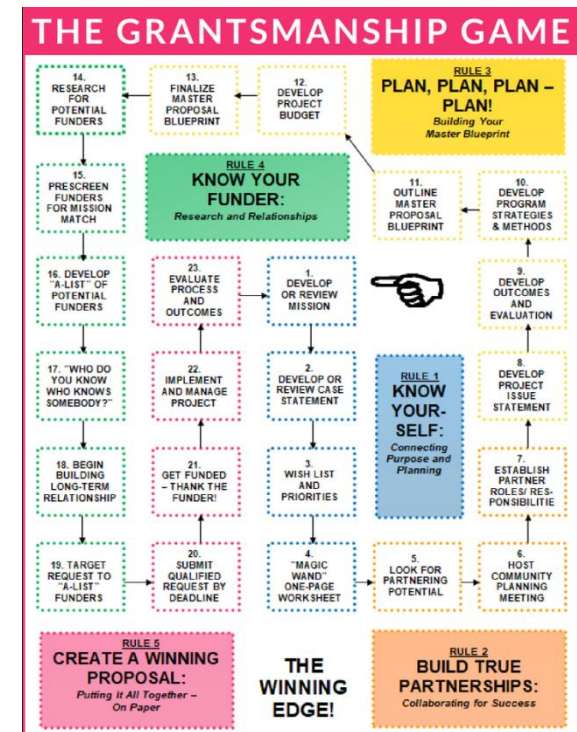 THE GRANTSMANSHIP GAME
14.
RESEARCH
FOR
POTENTIAL
FUNDERS
13.
FINALIZE
MASTER
PROPOSAL
BLUEPRINT
12.
DEVELOP
PROJECT
BUDGET
RULE 3
PLAN, PLAN, PLAN –
PLAN!
Building Your
Master Blueprint
15.
PRESCREEN
FUNDERS
FOR MISSION
MATCH
RULE 4
KNOW YOUR
FUNDER:
Research and Relationships
11.
OUTLINE
MASTER
PROPOSAL
BLUEPRINT
10.
DEVELOP
PROGRAM
STRATEGIES
& METHODS
16. DEVELOP
"A-LIST" OF
POTENTIAL
FUNDERS
23.
EVALUATE
PROCESS
AND
OUTCOMES
1.
DEVELOP
OR REVIEW
MISSION
9.
DEVELOP
OUTCOMES
AND
EVALUATION
17. "WHO DO
YOU KNOW
WHO KNOWS
SOMEBODY?"
22.
IMPLEMENT
AND MANAGE
PROJECT
2.
DEVELOP OR
REVIEW CASE
STATEMENT
RULE 1
KNOW
YOUR-
SELF:
Connecting
Purpose and
Planning
8.
DEVELOP
PROJECT
ISSUE
STATEMENT
18. BEGIN
BUILDING
LONG-TERM
RELATIONSHIP
21.
GET FUNDED
– THANK THE
FUNDER!
3.
WISH LIST
AND
PRIORITIES
7.
ESTABLISH
PARTNER
ROLES/ RES-
PONSIBILITIE
19. TARGET
REQUEST TO
"A-LIST"
FUNDERS
20.
SUBMIT
QUALIFIED
REQUEST BY
DEADLINE
4.
"MAGIC
WAND"
ONE-PAGE
WORKSHEET
5.
LOOK FOR
PARTNERING
POTENTIAL
6.
HOST
COMMUNITY
PLANNING
MEETING
RULE 5
CREATE A WINNING
PROPOSAL:
Putting It All Together –
On Paper
THE
WINNING
EDGE!
RULE 2
BUILD TRUE
PARTNERSHIPS:
Collaborating for Success